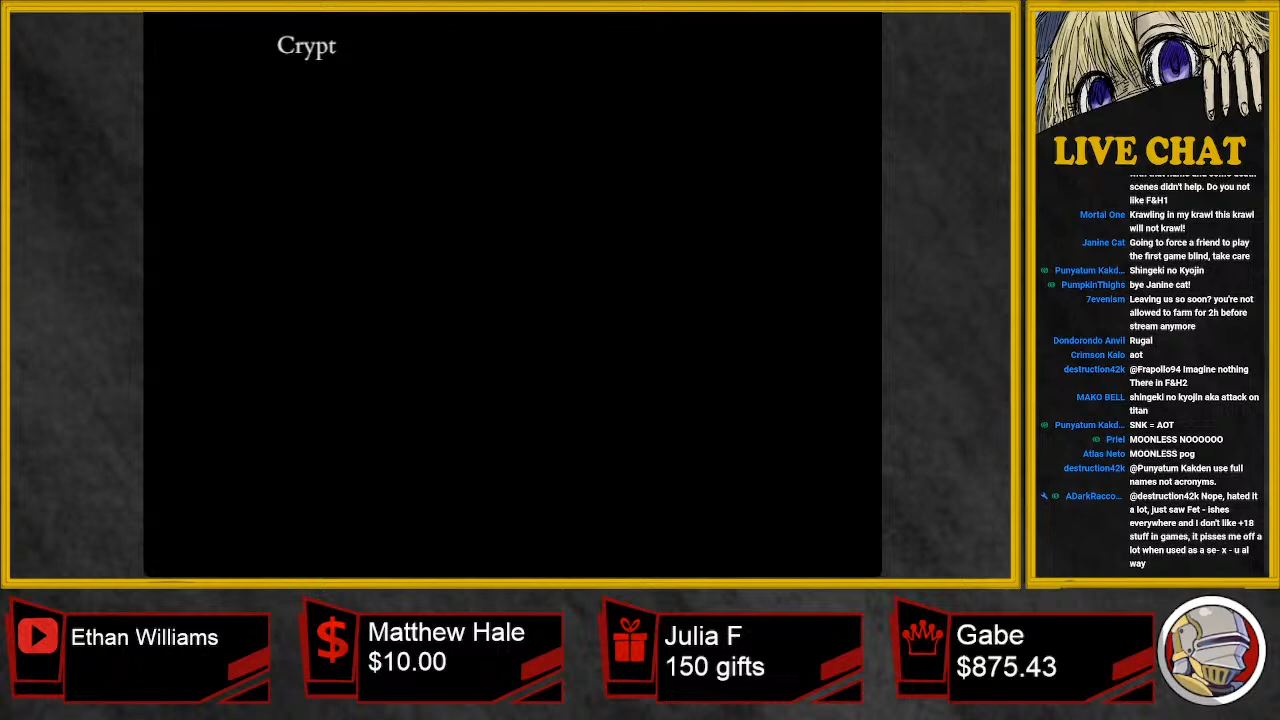 Crypt
LIVE CHAT
scenes didn't help. Do you not
like F&H1
Mortal One Krawling in my krawl this krawl
will not krawl!
Janine Cat Going to force a friend to play
the first game blind, take care
Punyatum Kakd... Shingeki no Kyojin
PumpkinThighs bye Janine cat!
7evenism Leaving us so soon? you're not
allowed to farm for 2h before
stream anymore
Dondorondo Anvil Rugal
Crimson Kalo aot
destruction42k @Frapollo94 Imagine nothing
There in F&H2
MAKO BELL shingeki no kyojin aka attack on
titan
Punyatum Kakd... SNK = AOT
Priel MOONLESS NOOOOOO
Atlas Neto MOONLESS pog
destruction42k @Punyatum Kakden use full
names not acronyms.
ADarkRacco... @destruction42k Nope, hated it
a lot, just saw Fet - ishes
everywhere and I don't like +18
stuff in games, it pisses me off a
lot when used as a se- x - u al
way
Ethan Williams
Matthew Hale
$10.00
Julia F
150 gifts
Gabe
$875.43